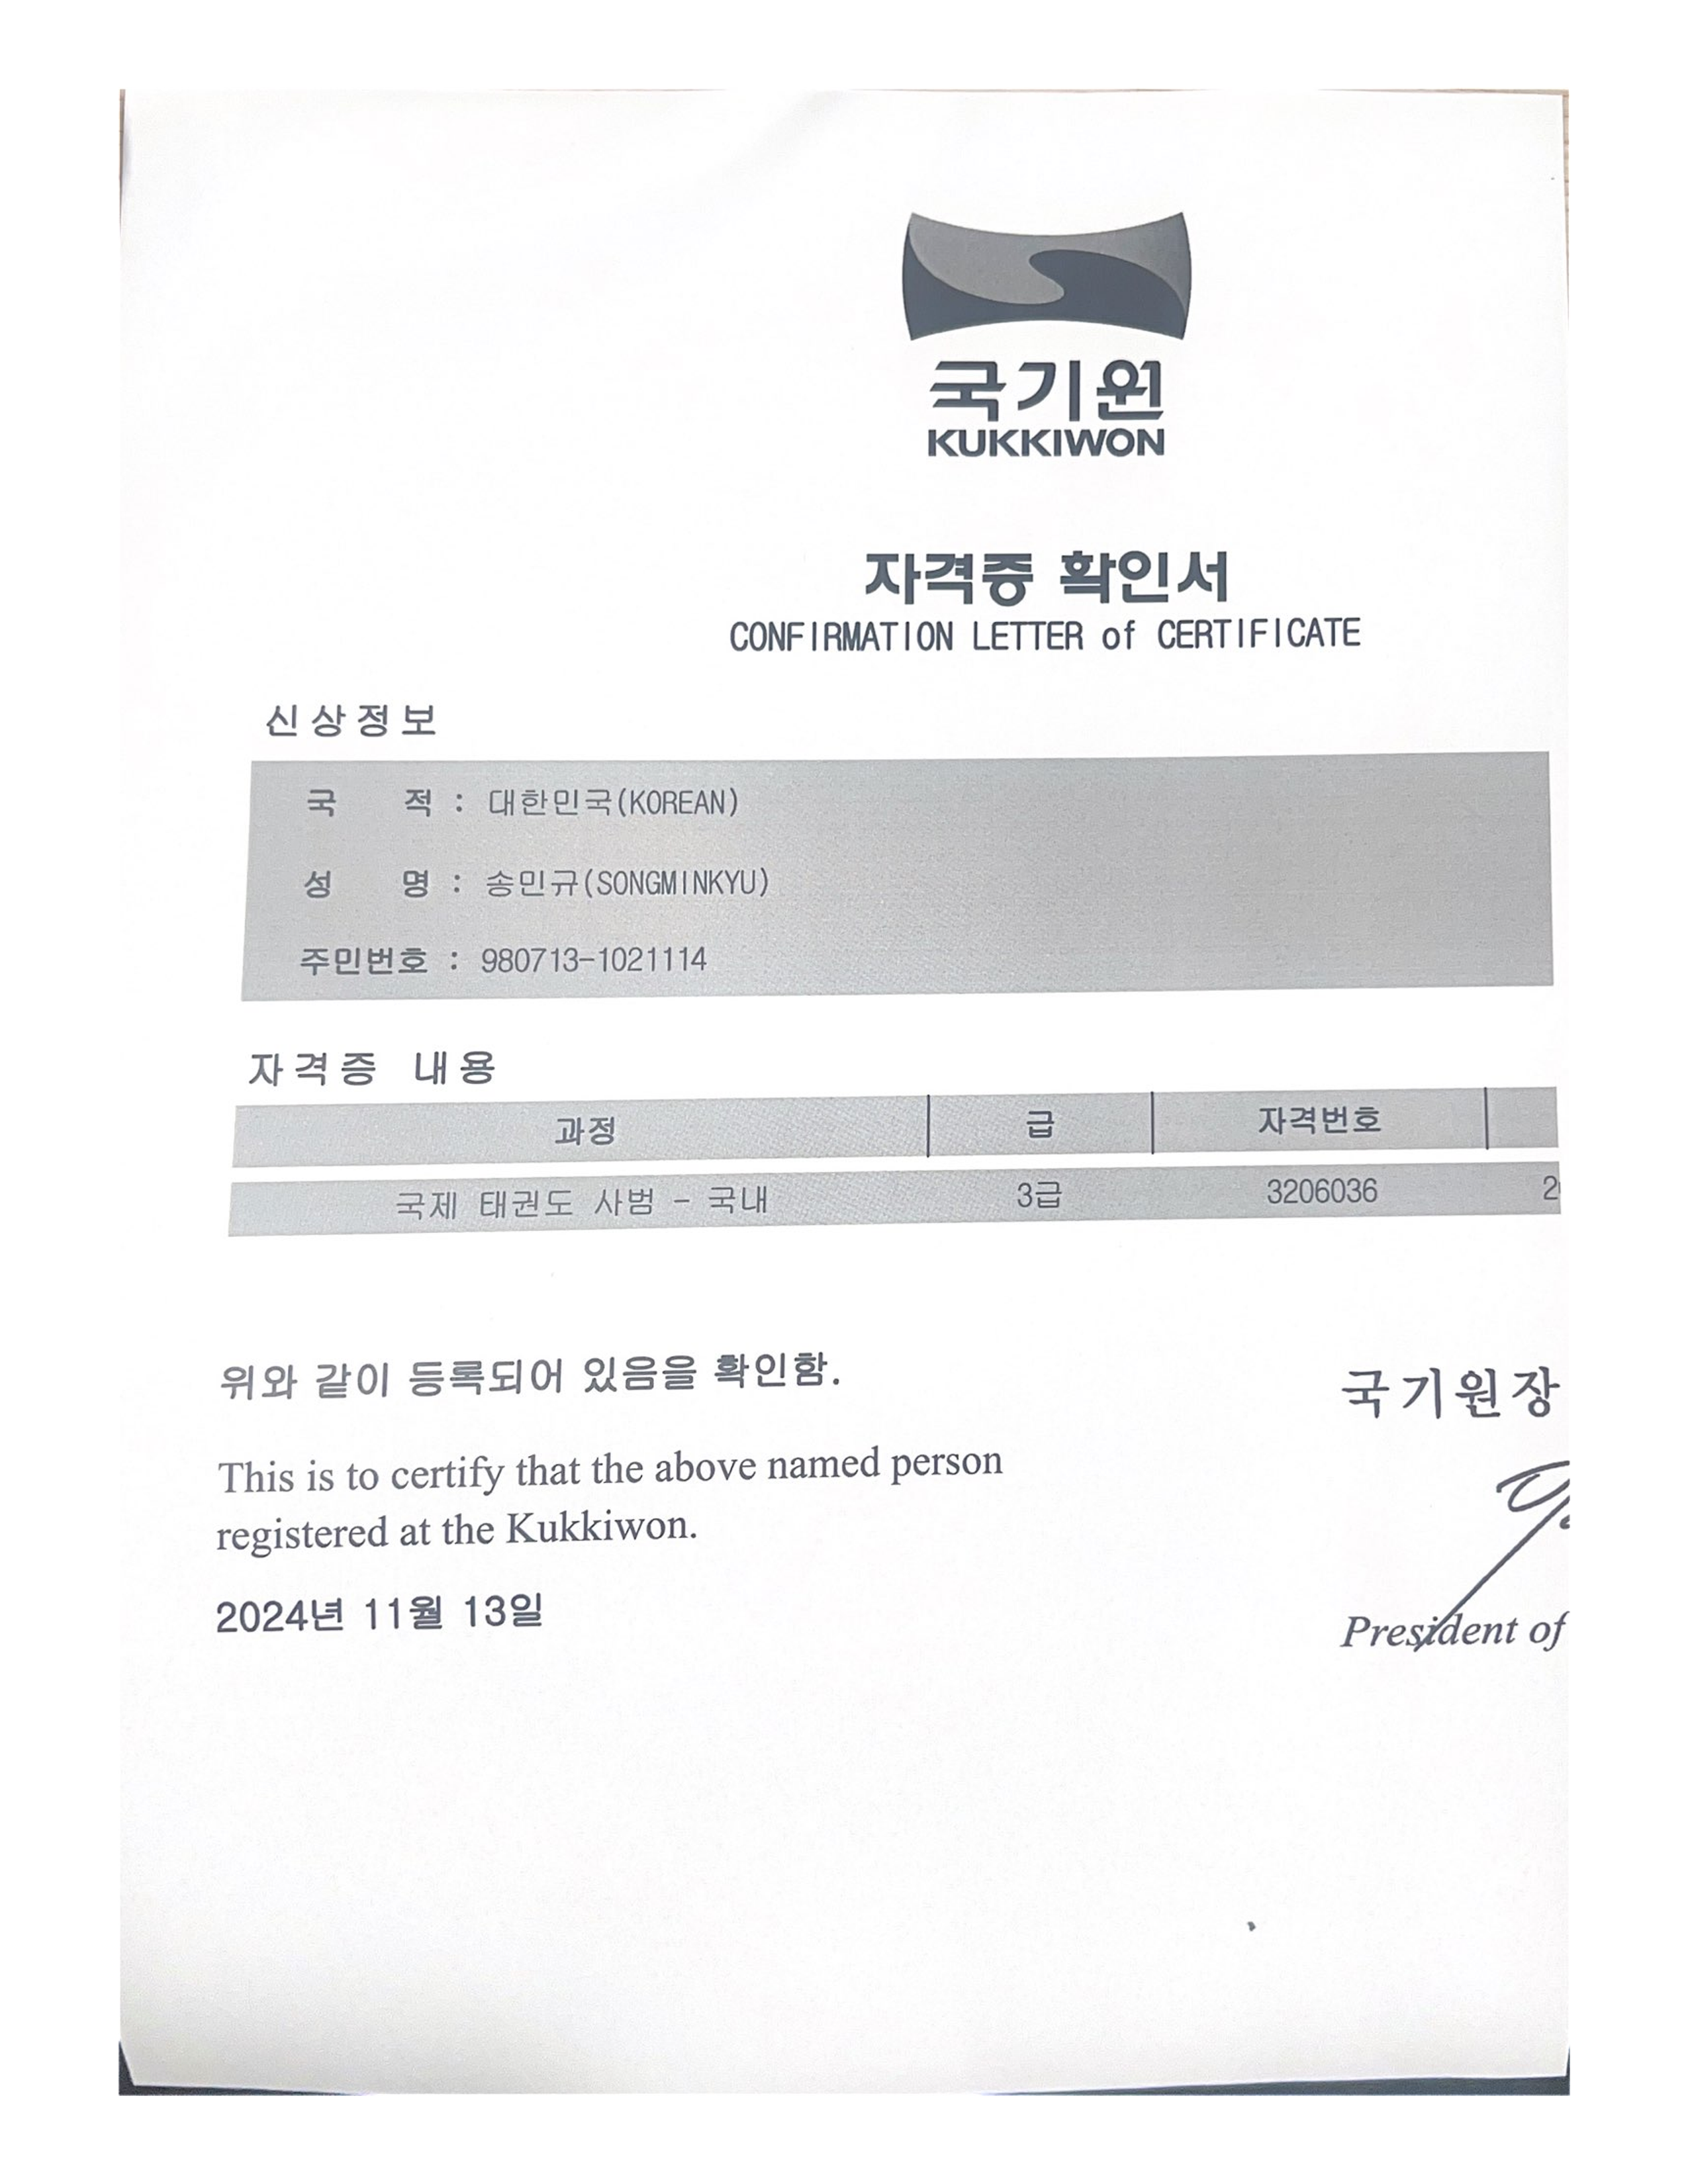 국기원
KUKKIWON
자격증 확인서
CONFIRMATION LETTER of CERTIFICATE
신상정보
국 적 : 대한민국(KOREAN)
성 명 : 송민규(SONGMINKYU)
주민번호 : 980713-1021114
자격증 내용
과정 급 자격번호
국제 태권도 사범 - 국내 3급 3206036
위와 같이 등록되어 있음을 확인함.
국기원장
This is to certify that the above named person
registered at the Kukkiwon.
2024년 11월 13일
President of